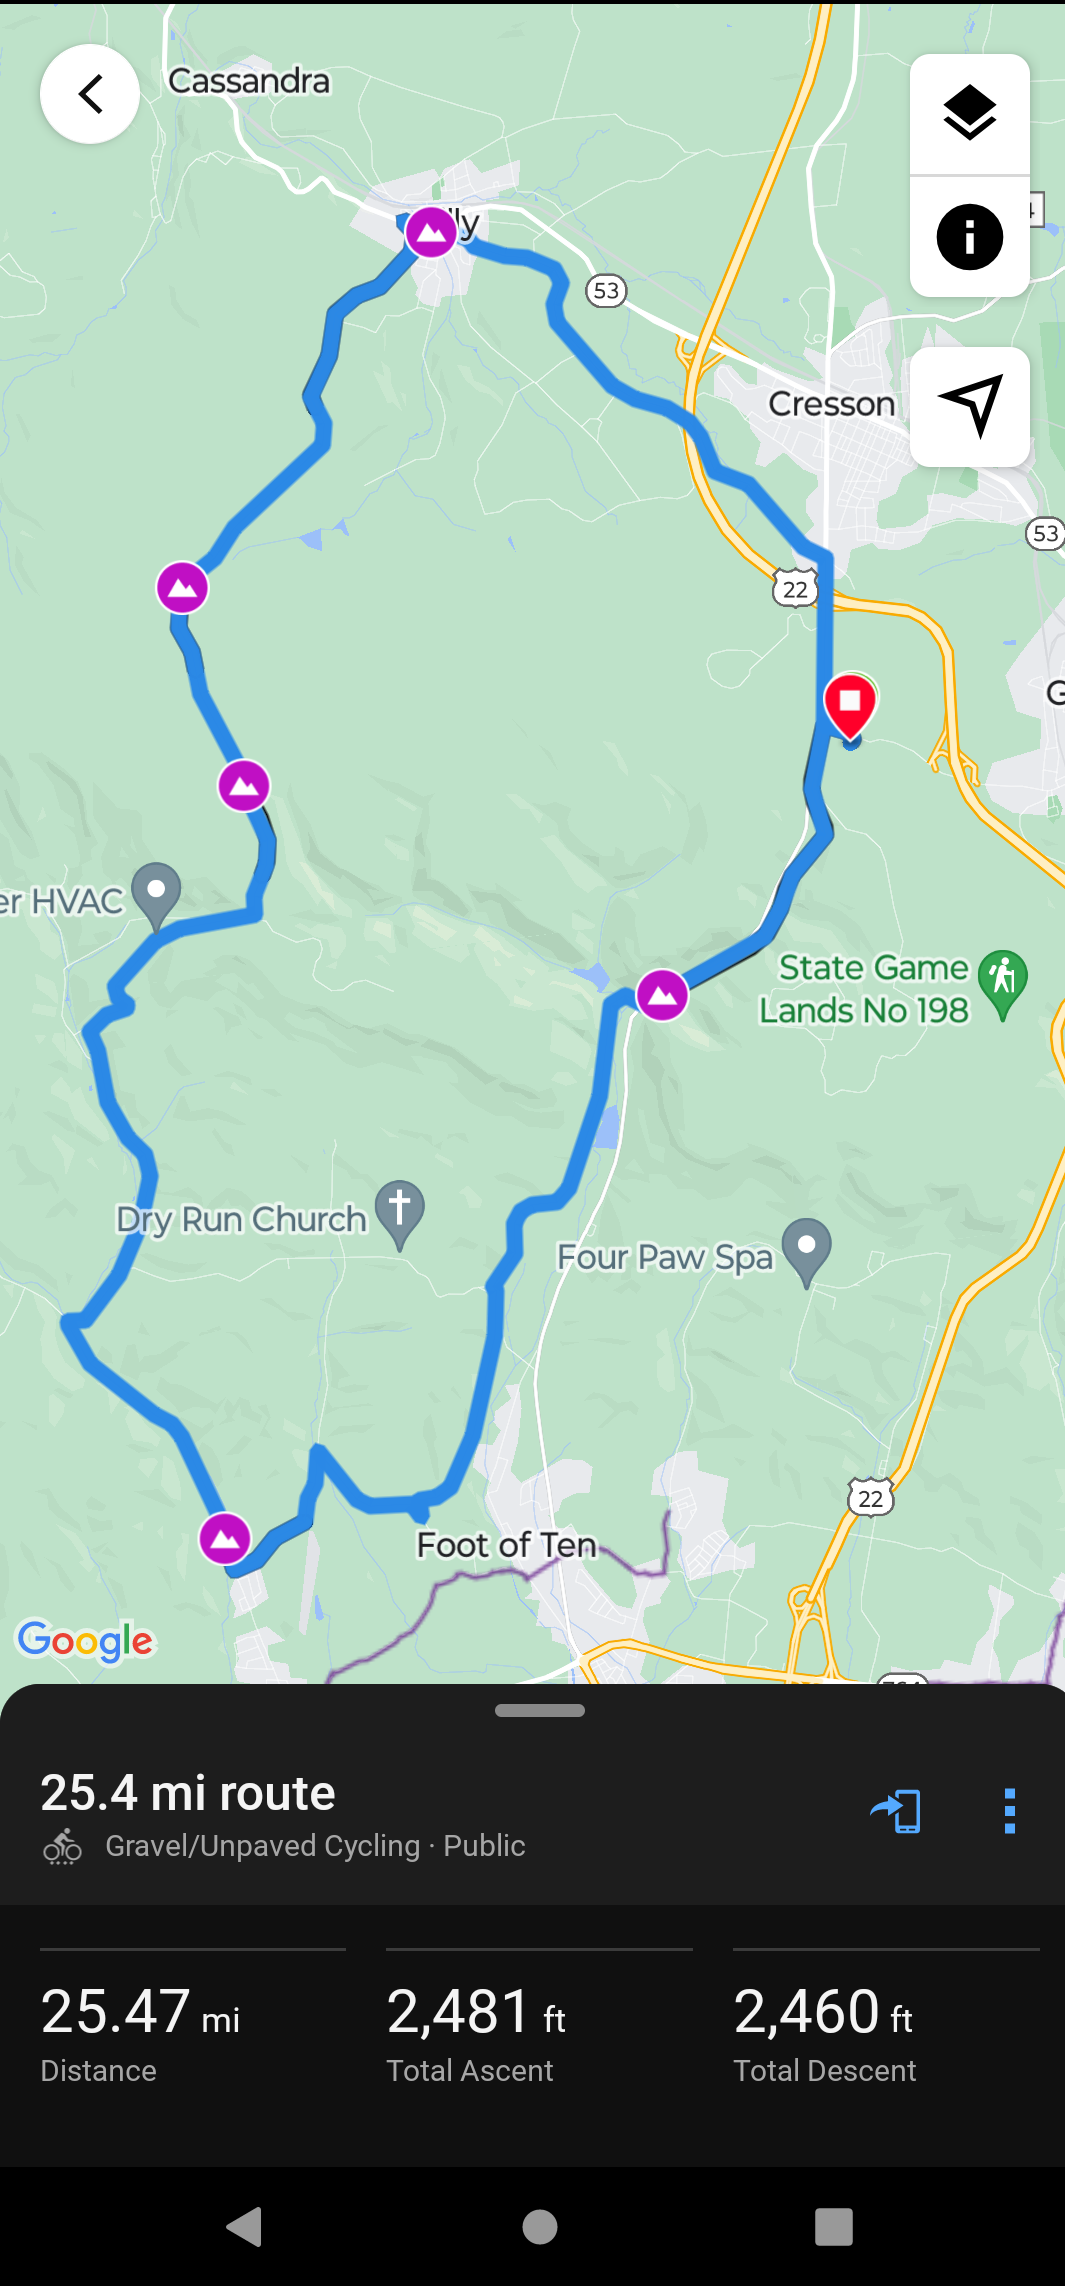 Cassandra
lly
53
4
Cresson
53
22
G
er HVAC
State Game
Lands No 198
Dry Run Church
Four Paw Spa
22
Foot of Ten
Google
25.4 mi route
Gravel/Unpaved Cycling · Public
25.47 mi
2,481 ft
2,460 ft
Distance
Total Ascent
Total Descent